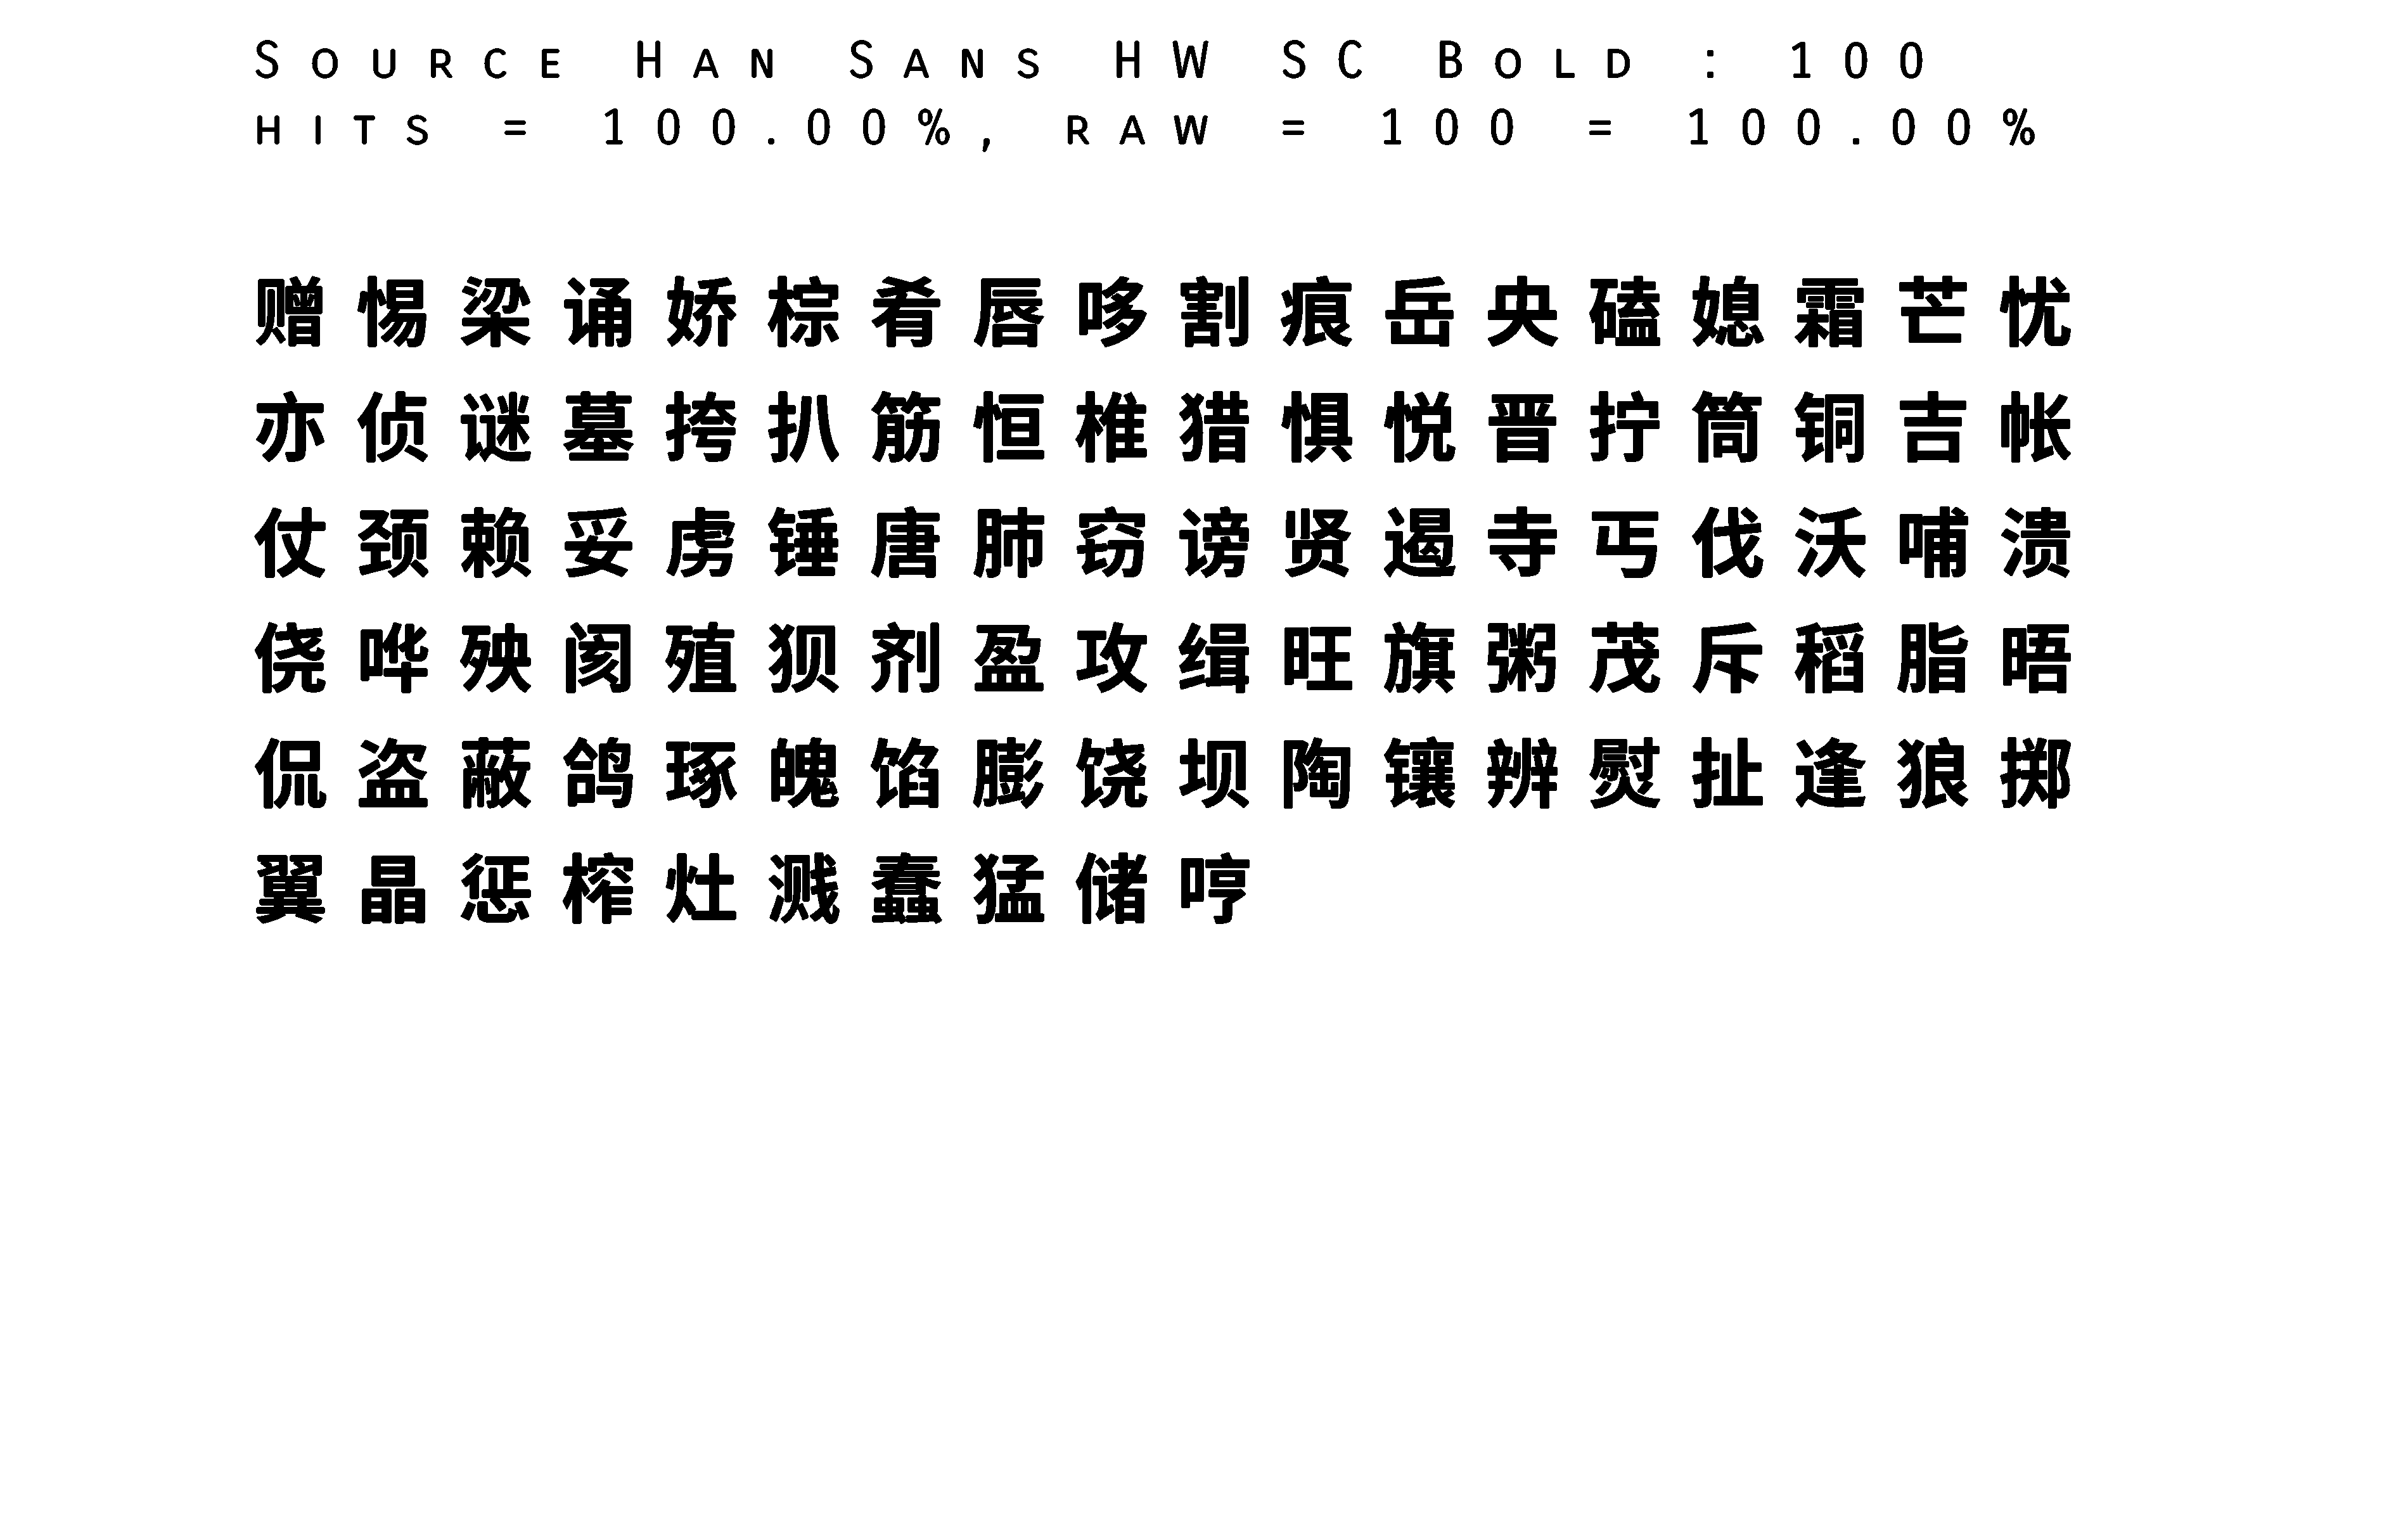 Source Han Sans HW SC Bold : 100
hits = 100.00%, raw = 100 = 100.00%
赠惕梁诵娇棕肴唇哆割痕岳央磕媳霜芒忧
亦侦谜墓挎扒筋恒椎猎惧悦晋拧筒铜吉帐
仗颈赖妥虏锤唐肺窃谤贤遏寺丐伐沃哺溃
侥哗殃阂殖狈剂盈攻缉旺旗粥茂斥稻脂晤
侃盗蔽鸽琢魄馅膨饶坝陶镶辨熨扯逢狼掷
翼晶惩榨灶溅蠢猛储哼